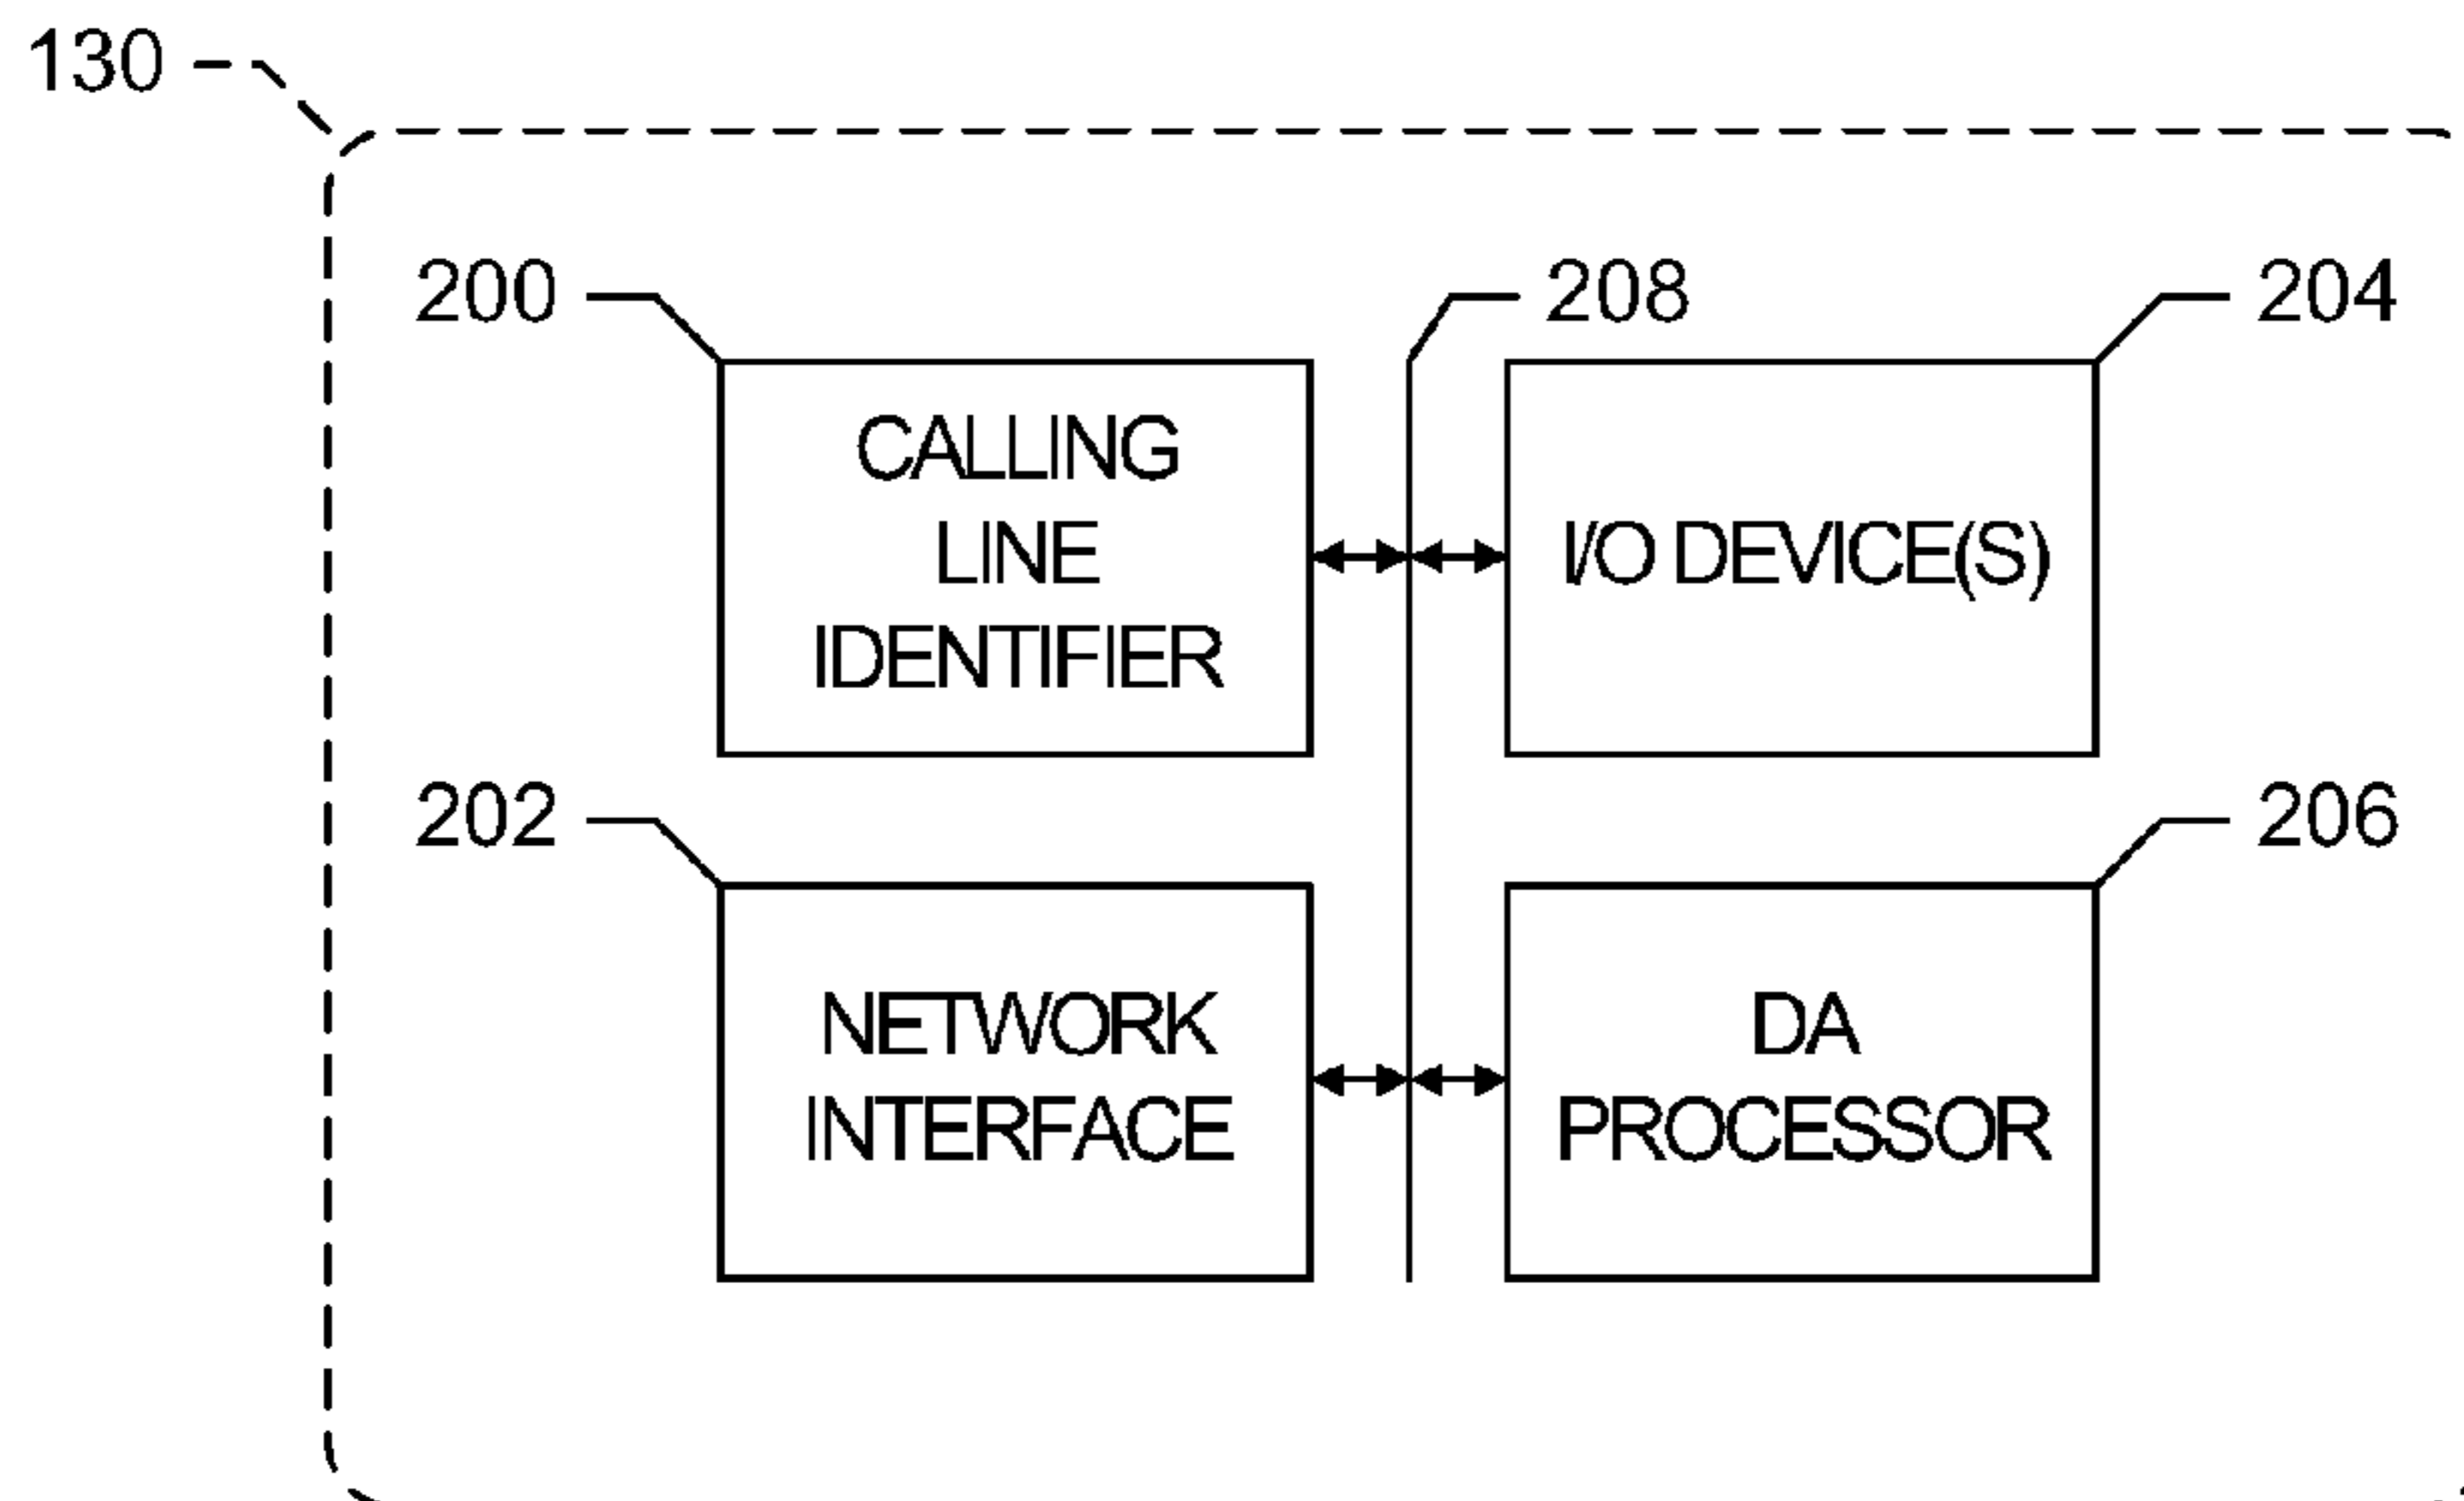 130
200
208
204
CALLING
LINE
IDENTIFIER
I/O DEVICE(S)
202
206
NETWORK
INTERFACE
DA
PROCESSOR